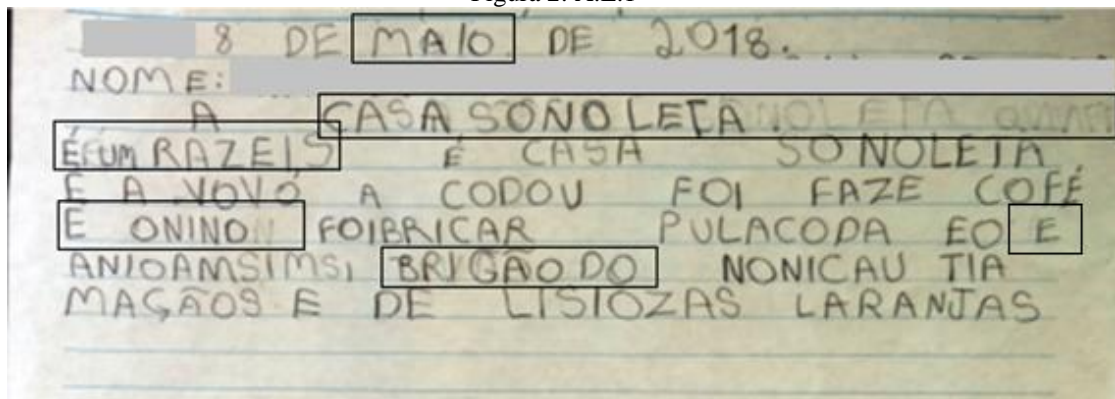 8 DE MAIO DE 2018.
NOME:
A CASA SONOLETA.
ÉFUM RAZEIS É CASA SONOLETA
E A VOVÓ A CODOU FOI FAZE COFÉ
E ONINO FOIBRICAR PULACODA EO E
ANIOAMSIMSI BRIGÃO DO NONICAU TIA
MAÇÃOS E DE LISIOZAS LARANJAS